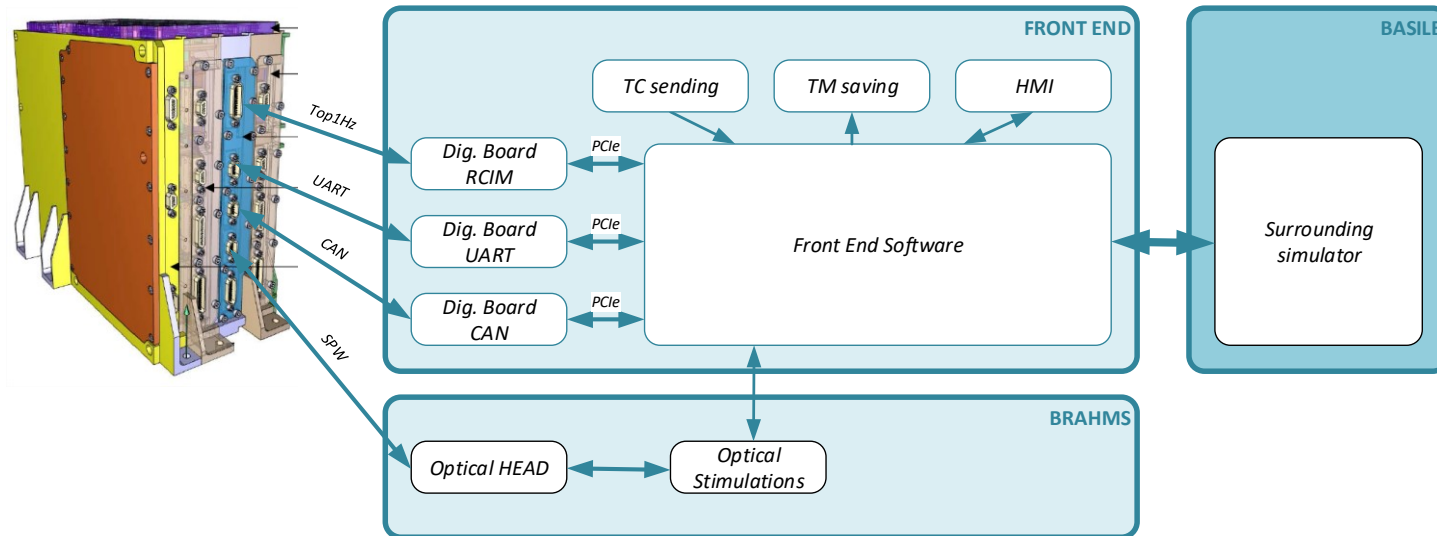 FRONT END
BASILE
TC sending
TM saving
HMI
Top1Hz
Dig. Board
RCIM
PCIe
UART
Dig. Board
UART
PCIe
Front End Software
Surrounding
simulator
CAN
Dig. Board
CAN
PCIe
SPW
BRAHMS
Optical HEAD
Optical
Stimulations